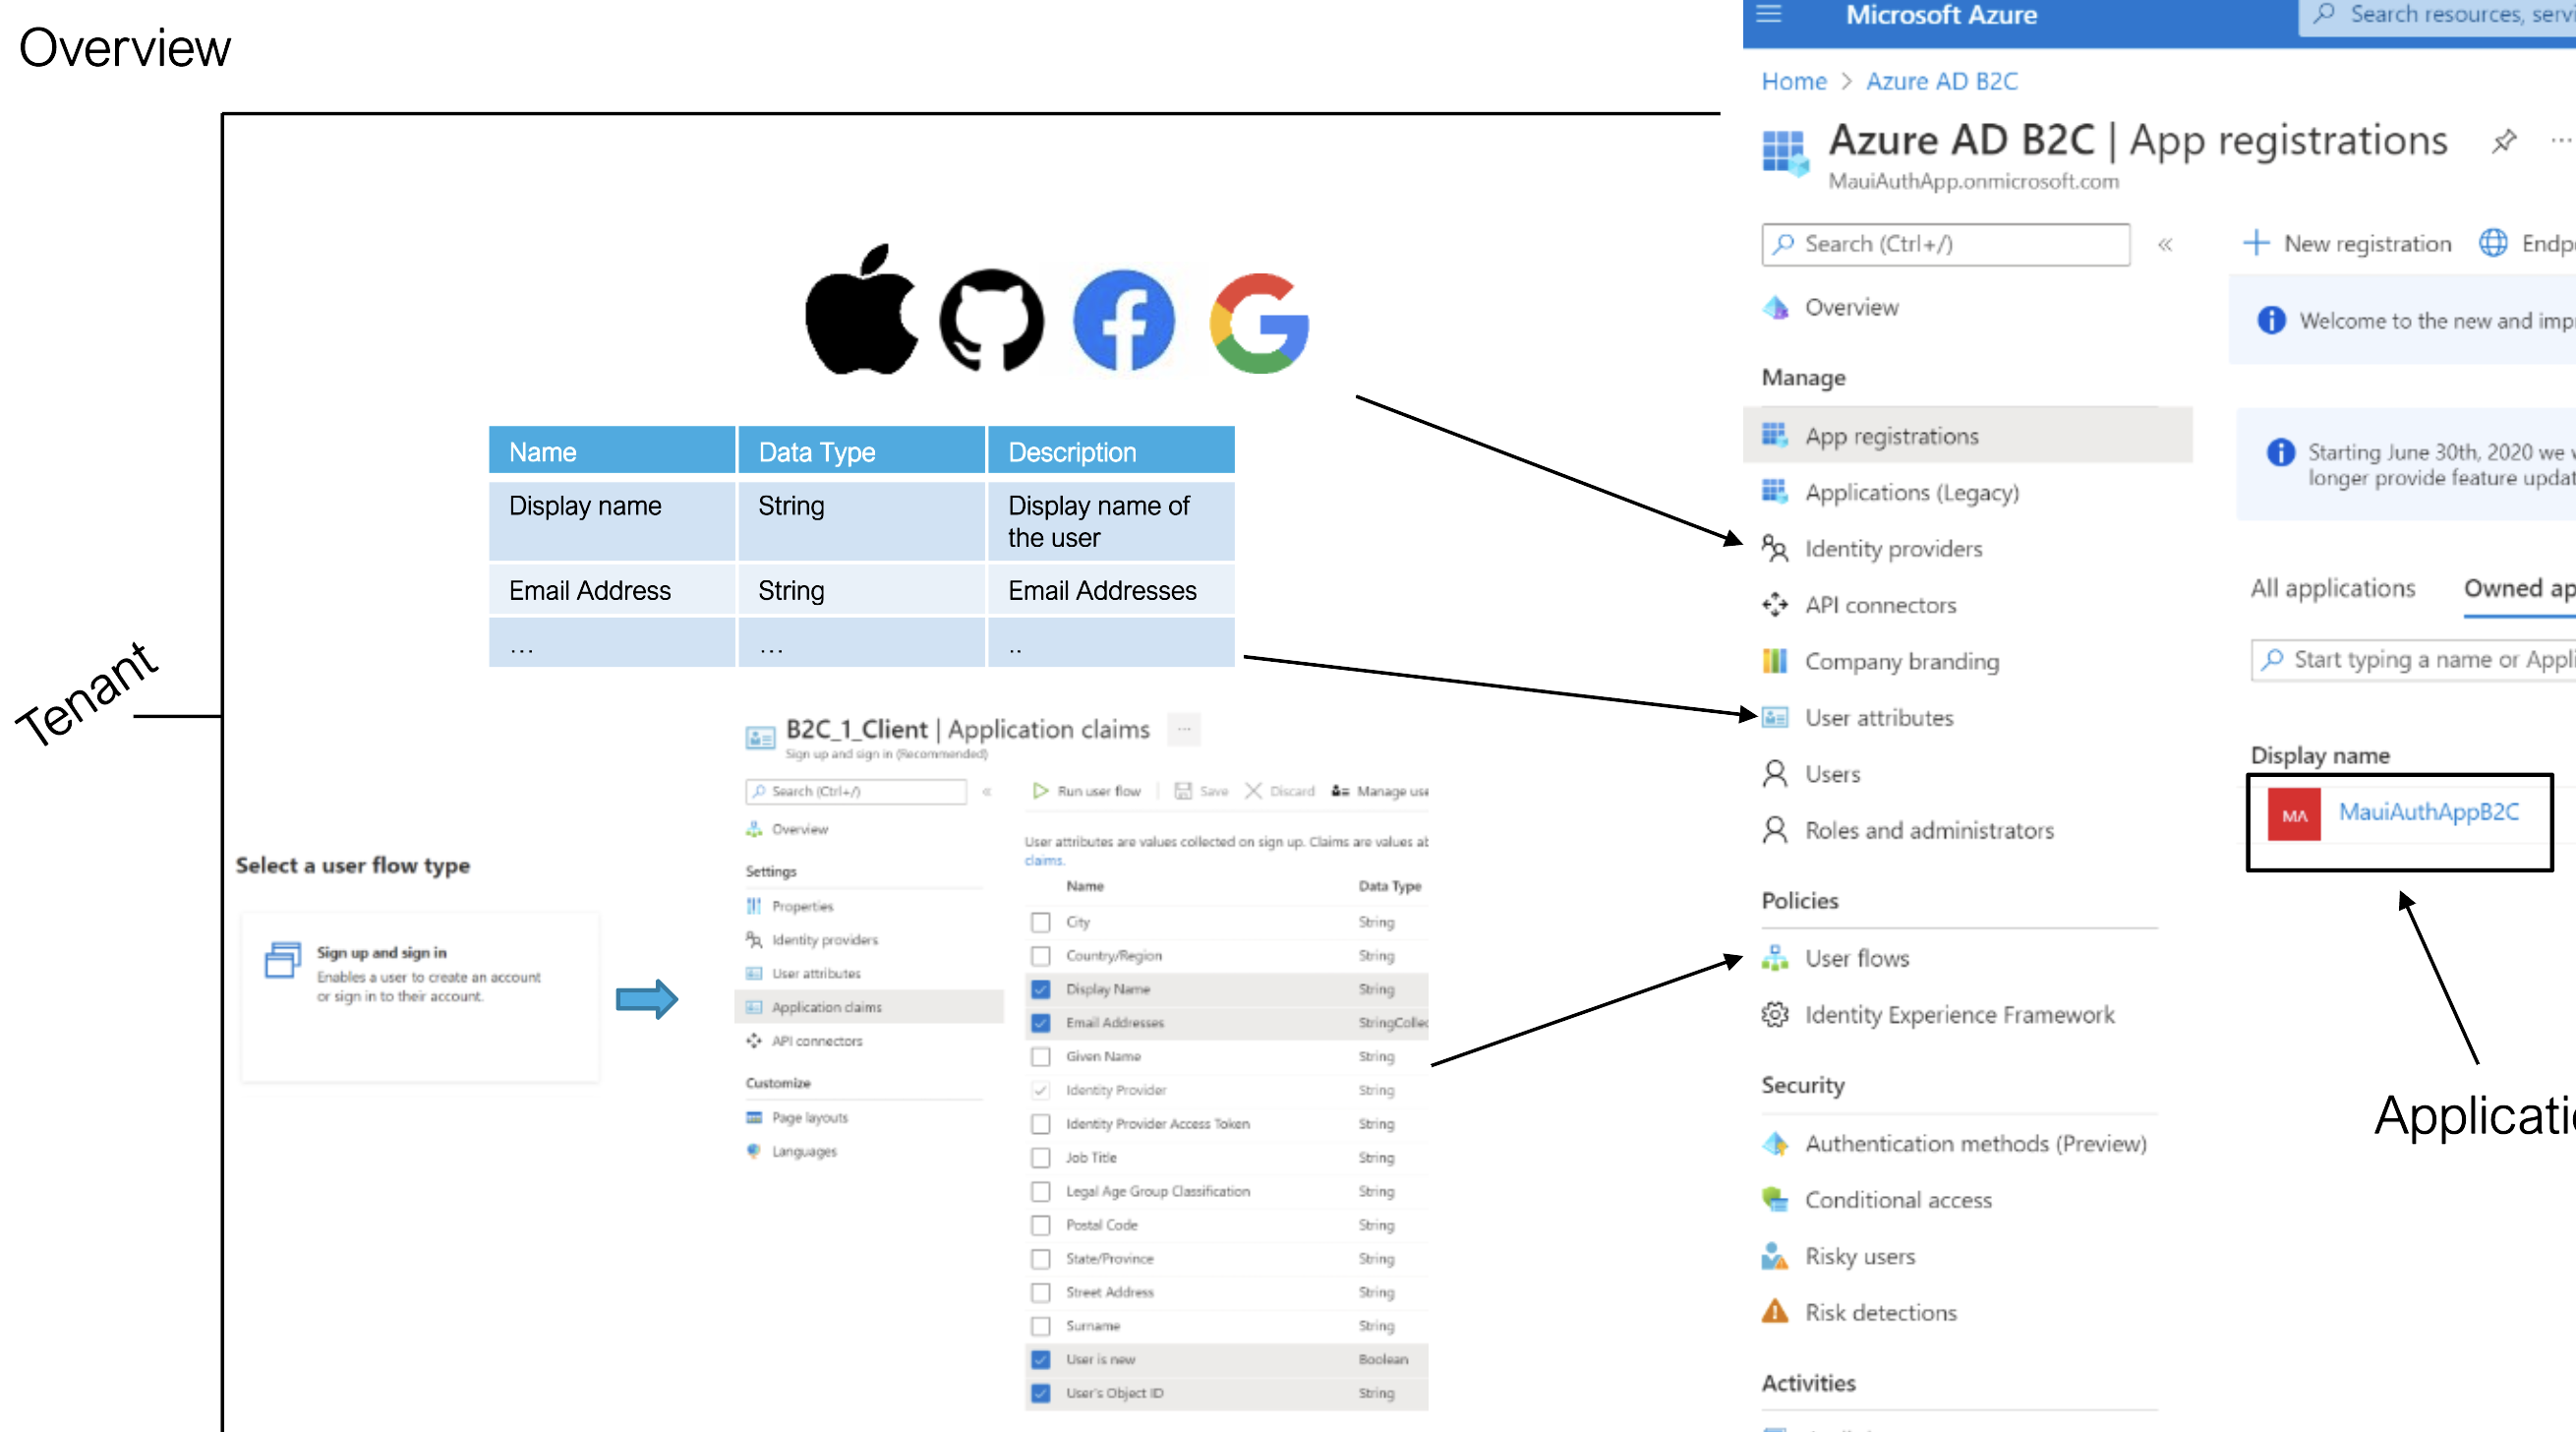 Overview
Tenant
Name Data Type Description
Display name String Display name of
the user
Email Address String Email Addresses
... ... ..
Select a user flow type
Sign up and sign in
Enables a user to create an account
or sign in to their account.
B2C_1_Client | Application claims ...
Sign up and sign in (Recommended)
Search (Ctrl+/) «
Overview
Settings
Properties
Identity providers
User attributes
Application claims
API connectors
Customize
Page layouts
Languages
Run user flow Save Discard Manage use
User attributes are values collected on sign up. Claims are values ab
claims.
Name Data Type
City String
Country/Region String
Display Name String
Email Addresses StringCollec
Given Name String
Identity Provider String
Identity Provider Access Token String
Job Title String
Legal Age Group Classification String
Postal Code String
State/Province String
Street Address String
Surname String
User is new Boolean
User's Object ID String
Microsoft Azure
Search resources, servi
Home > Azure AD B2C
Azure AD B2C | App registrations ...
MauiAuthApp.onmicrosoft.com
Search (Ctrl+/) «
Overview
Manage
App registrations
Applications (Legacy)
Identity providers
API connectors
Company branding
User attributes
Users
Roles and administrators
Policies
User flows
Identity Experience Framework
Security
Authentication methods (Preview)
Conditional access
Risky users
Risk detections
Activities
New registration Endp
Welcome to the new and imp
Starting June 30th, 2020 we
longer provide feature updat
All applications Owned ap
Start typing a name or Appli
Display name
MA MauiAuthAppB2C
Applicati